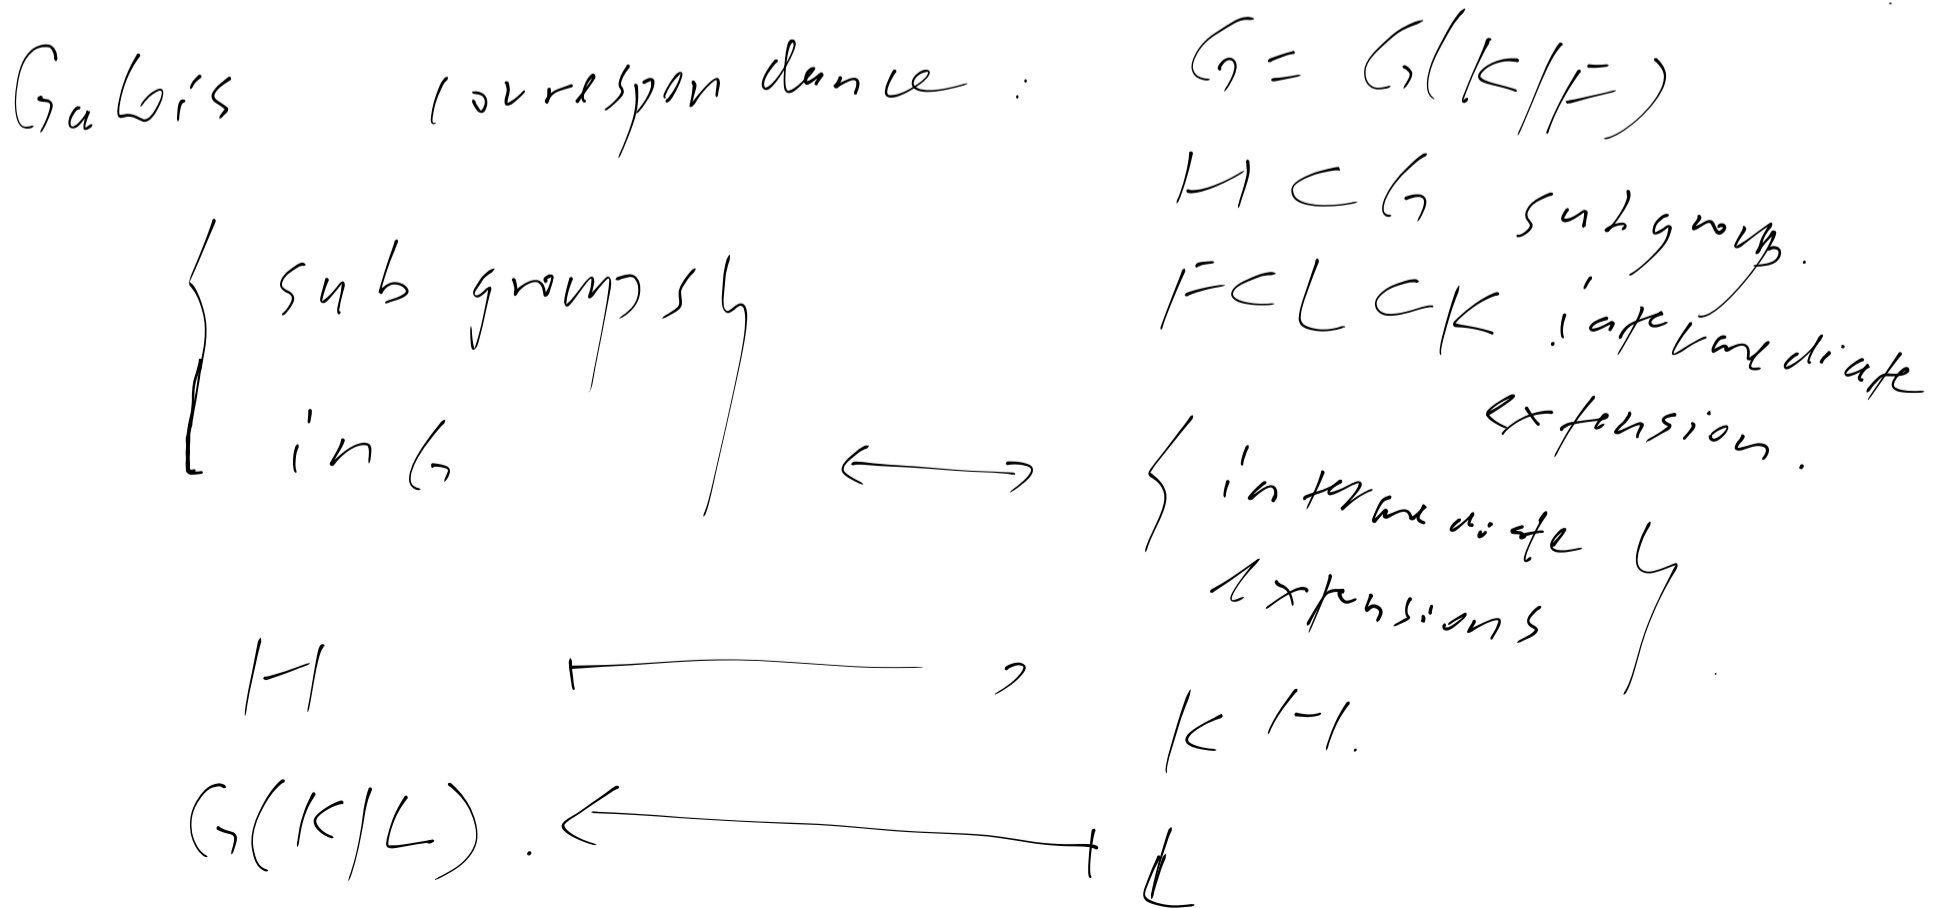 Galois correspondance : G = G(K/F)
H ⊂ G subgroup.
F ⊂ L ⊂ K intermediate
extension.
{ subgroups
in G } ↔ { intermediate
extensions }
H ⟼ K^H.
G(K/L). ⟻ L